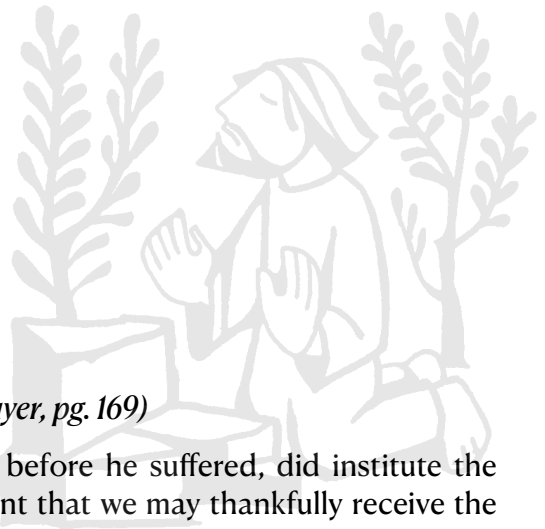 yer, pg. 169)
before he suffered, did institute the
nt that we may thankfully receive the